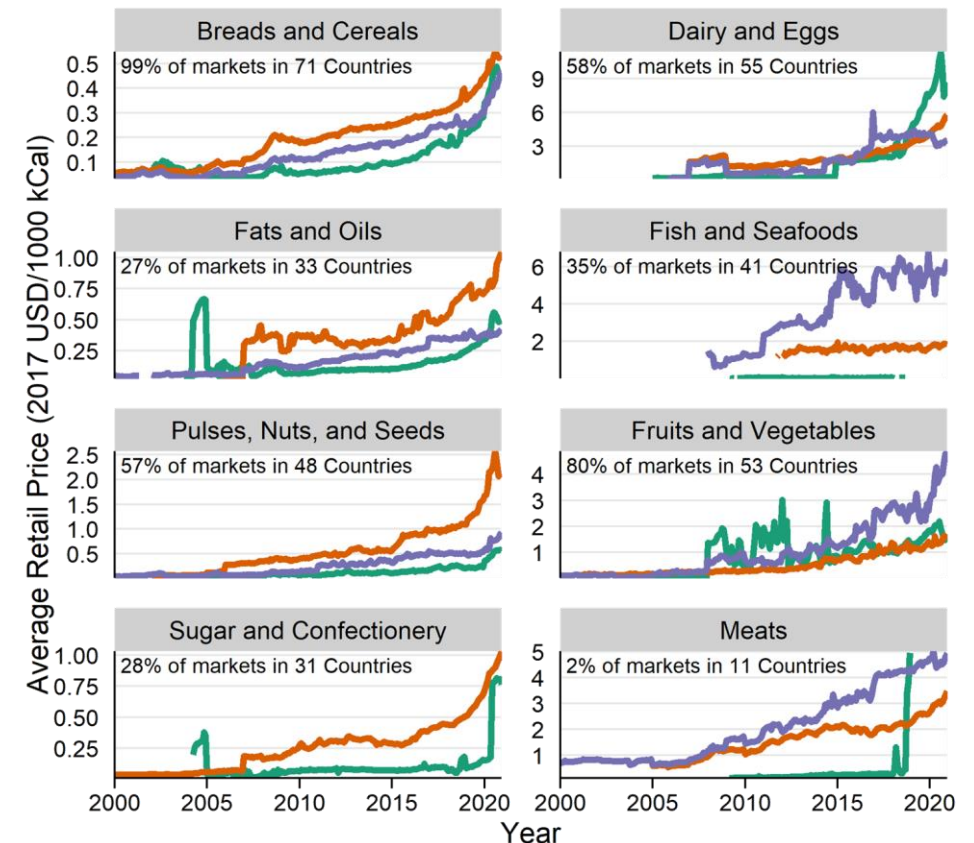 Average Retail Price (2017 USD/1000 kCal)
Breads and Cereals
99% of markets in 71 Countries
0.5
0.4
0.3
0.2
0.1
Dairy and Eggs
58% of markets in 55 Countries
9
6
3
Fats and Oils
27% of markets in 33 Countries
1.00
0.75
0.50
0.25
Fish and Seafoods
35% of markets in 41 Countries
6
4
2
Pulses, Nuts, and Seeds
57% of markets in 48 Countries
2.5
2.0
1.5
1.0
0.5
Fruits and Vegetables
80% of markets in 53 Countries
4
3
2
1
Sugar and Confectionery
28% of markets in 31 Countries
1.00
0.75
0.50
0.25
2000 2005 2010 2015 2020
Meats
2% of markets in 11 Countries
5
4
3
2
1
2000 2005 2010 2015 2020
Year